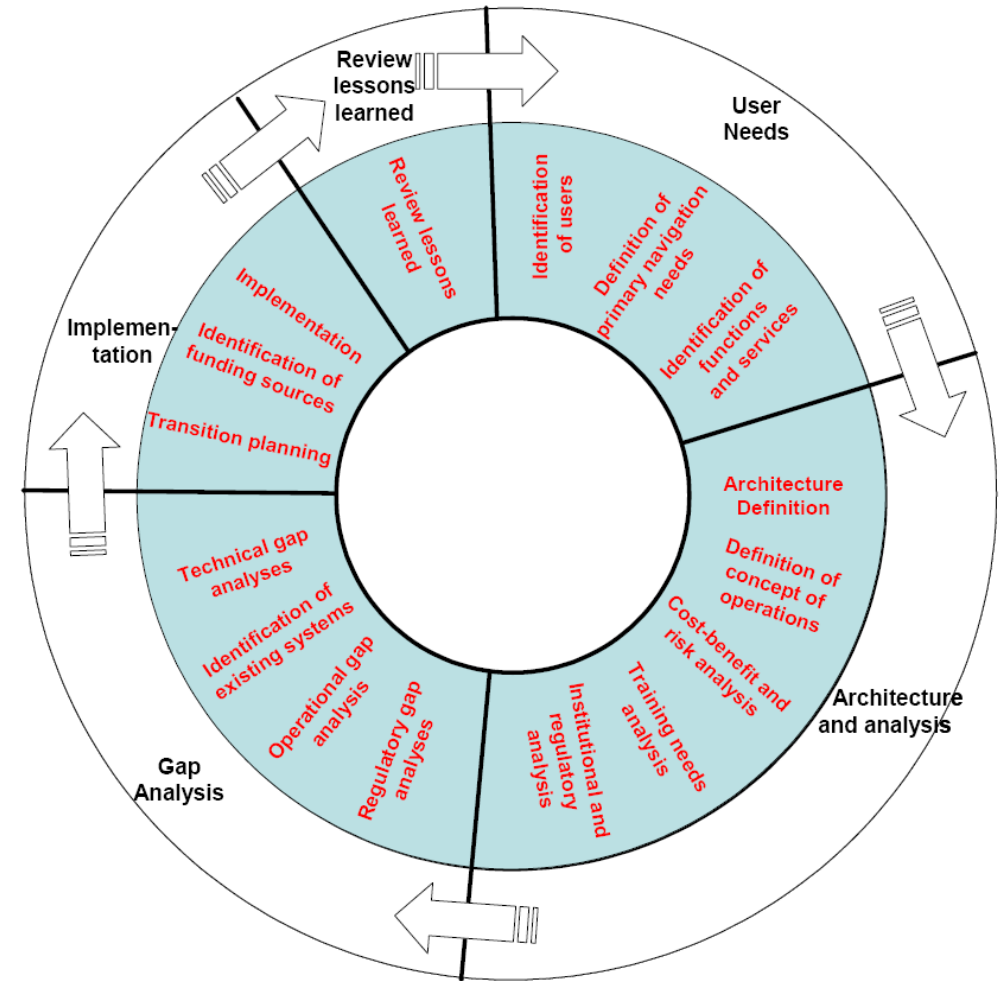 Review
lessons
learned
User
Needs
Architecture
and analysis
Gap
Analysis
Implemen-
tation
Review lessons
learned
Identification
of users
Definition of
primary navigation
needs
Identification of
functions
and services
Architecture
Definition
Definition of
concept of
operations
Cost-benefit and
risk analysis
Training needs
analysis
Institutional and
regulatory
analysis
Regulatory gap
analyses
Operational gap
analysis
Identification of
existing systems
Technical gap
analyses
Transition planning
Identification of
funding sources
Implementation